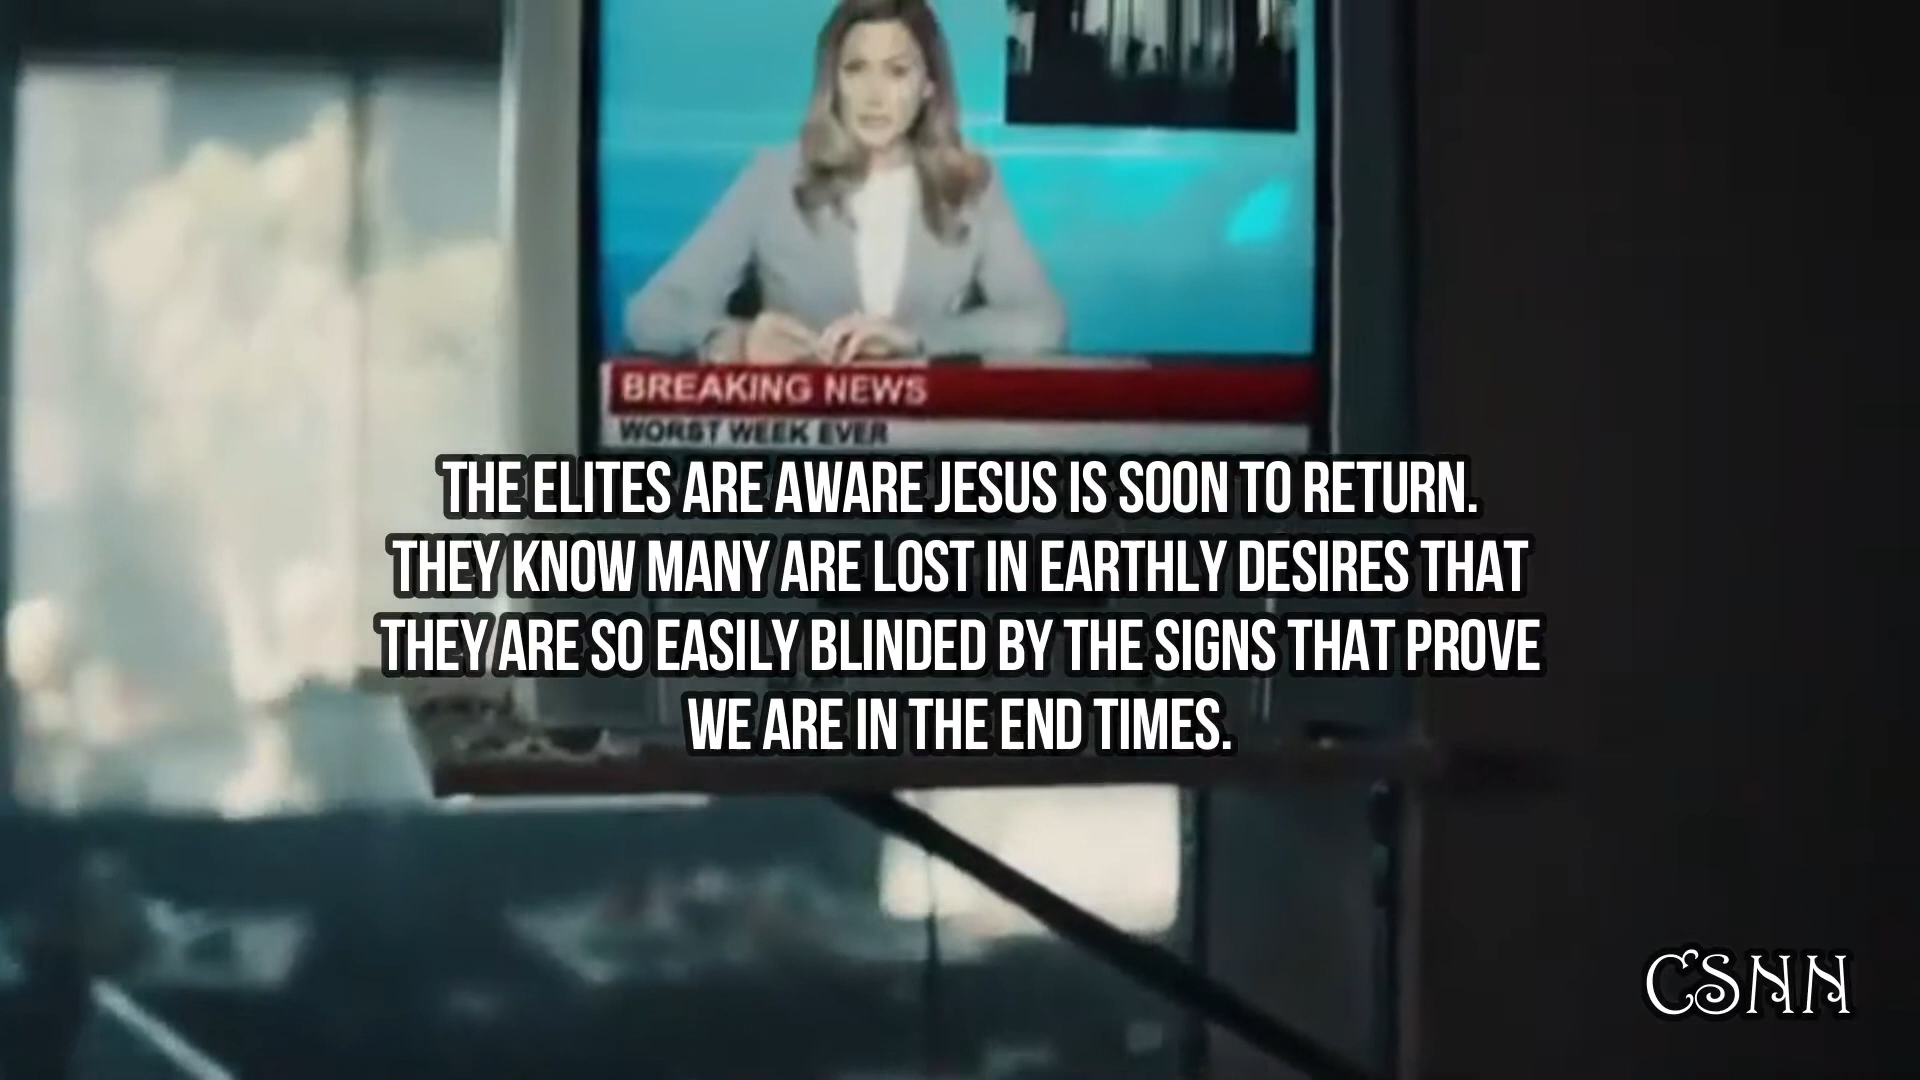 BREAKING NEWS
WORST WEEK EVER
THE ELITES ARE AWARE JESUS IS SOON TO RETURN.
THEY KNOW MANY ARE LOST IN EARTHLY DESIRES THAT
THEY ARE SO EASILY BLINDED BY THE SIGNS THAT PROVE
WE ARE IN THE END TIMES.
CSNN